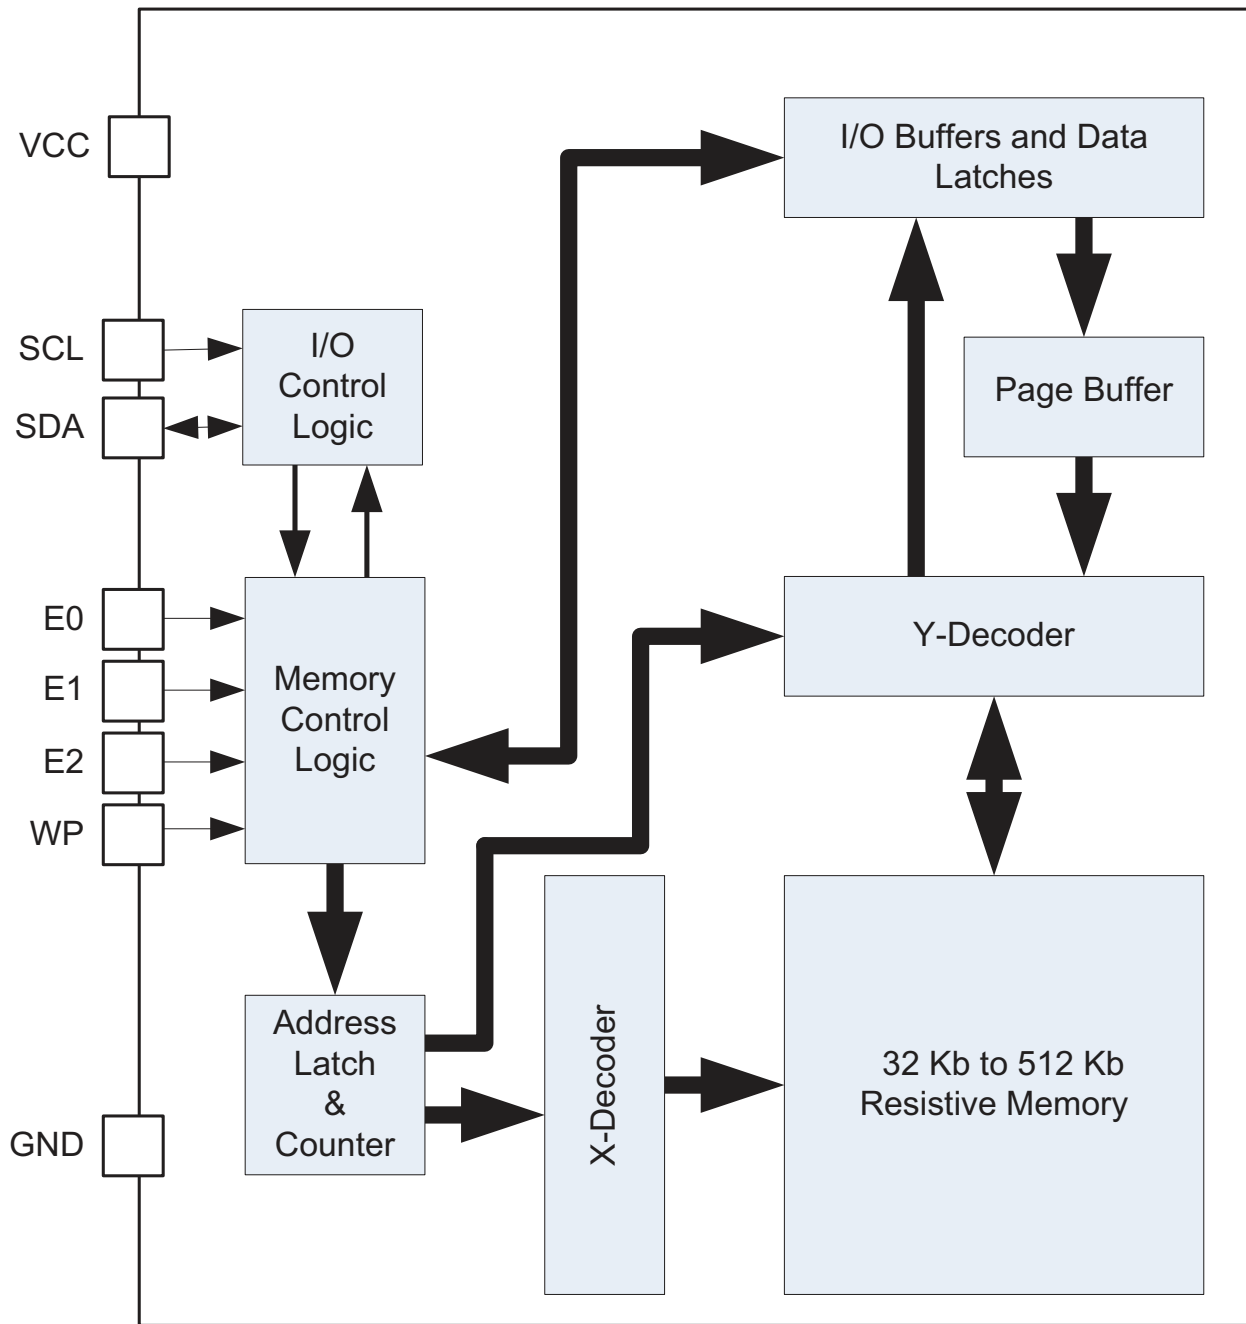 VCC
I/O Buffers and Data
Latches
SCL
I/O
Control
Logic
SDA
Page Buffer
E0
E1
E2
WP
Memory
Control
Logic
Y-Decoder
Address
Latch
&
Counter
GND
X-Decoder
32 Kb to 512 Kb
Resistive Memory